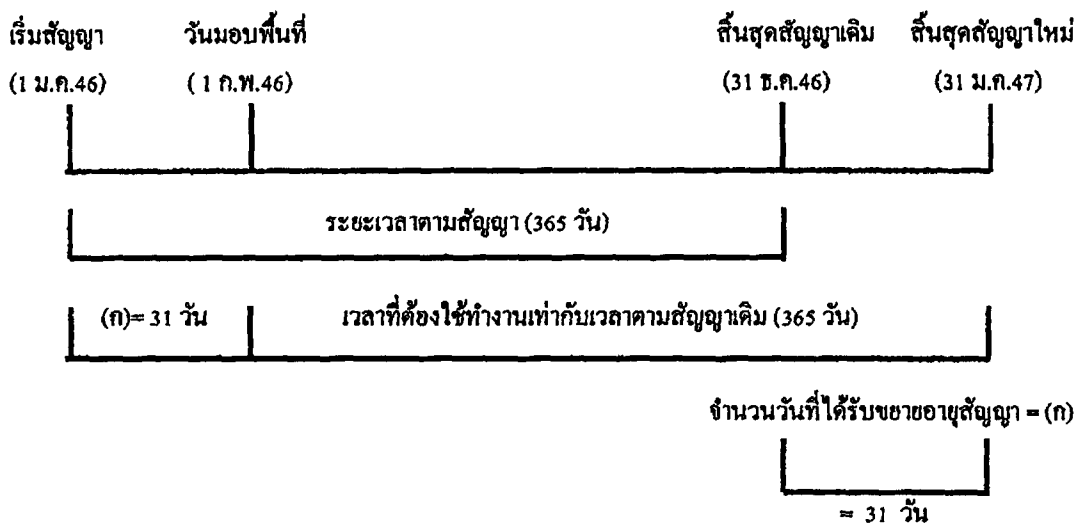 เริ่มสัญญา วันมอบพื้นที่ สิ้นสุดสัญญาเดิม สิ้นสุดสัญญาใหม่
(1 ม.ค.46) ( 1 ก.พ.46) (31 ธ.ค.46) (31 ม.ค.47)
ระยะเวลาตามสัญญา (365 วัน)
(ก)= 31 วัน เวลาที่ต้องใช้ทำงานเท่ากับเวลาตามสัญญาเดิม (365 วัน)
จำนวนวันที่ได้รับขยายอายุสัญญา = (ก)
= 31 วัน